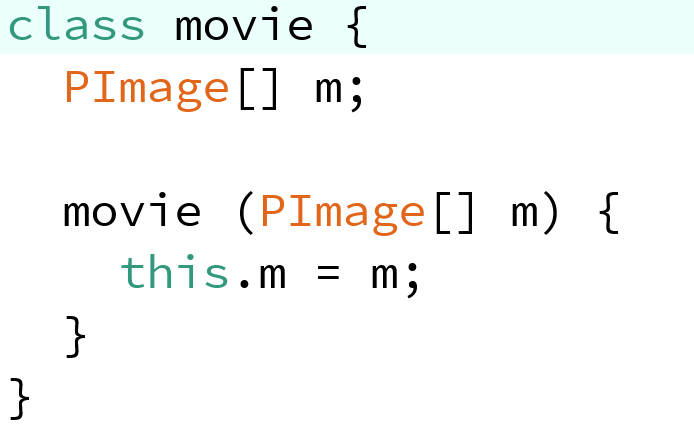 class movie {
  PImage[] m;

  movie (PImage[] m) {
    this.m = m;
  }
}